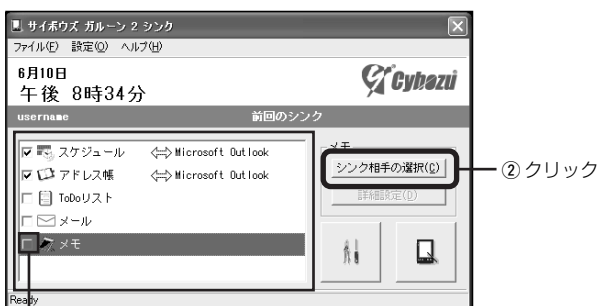 サイボウズ ガルーン 2 シンク
ファイル(F) 設定(O) ヘルプ(H)
6月10日
午後 8時34分
Cybozu
username 前回のシンク
メモ
スケジュール Microsoft Outlook
シンク相手の選択(C)
②クリック
アドレス帳 Microsoft Outlook
ToDoリスト
詳細設定(D)
メール
メモ
Ready